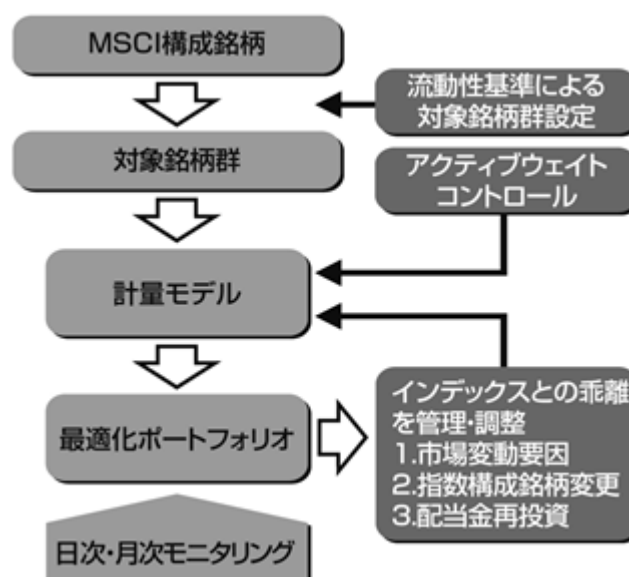 MSCI構成銘柄
流動性基準による
対象銘柄群設定
対象銘柄群
アクティブウェイト
コントロール
計量モデル
最適化ポートフォリオ
インデックスとの乖離
を管理・調整
1.市場変動要因
2.指数構成銘柄変更
3.配当金再投資
日次・月次モニタリング